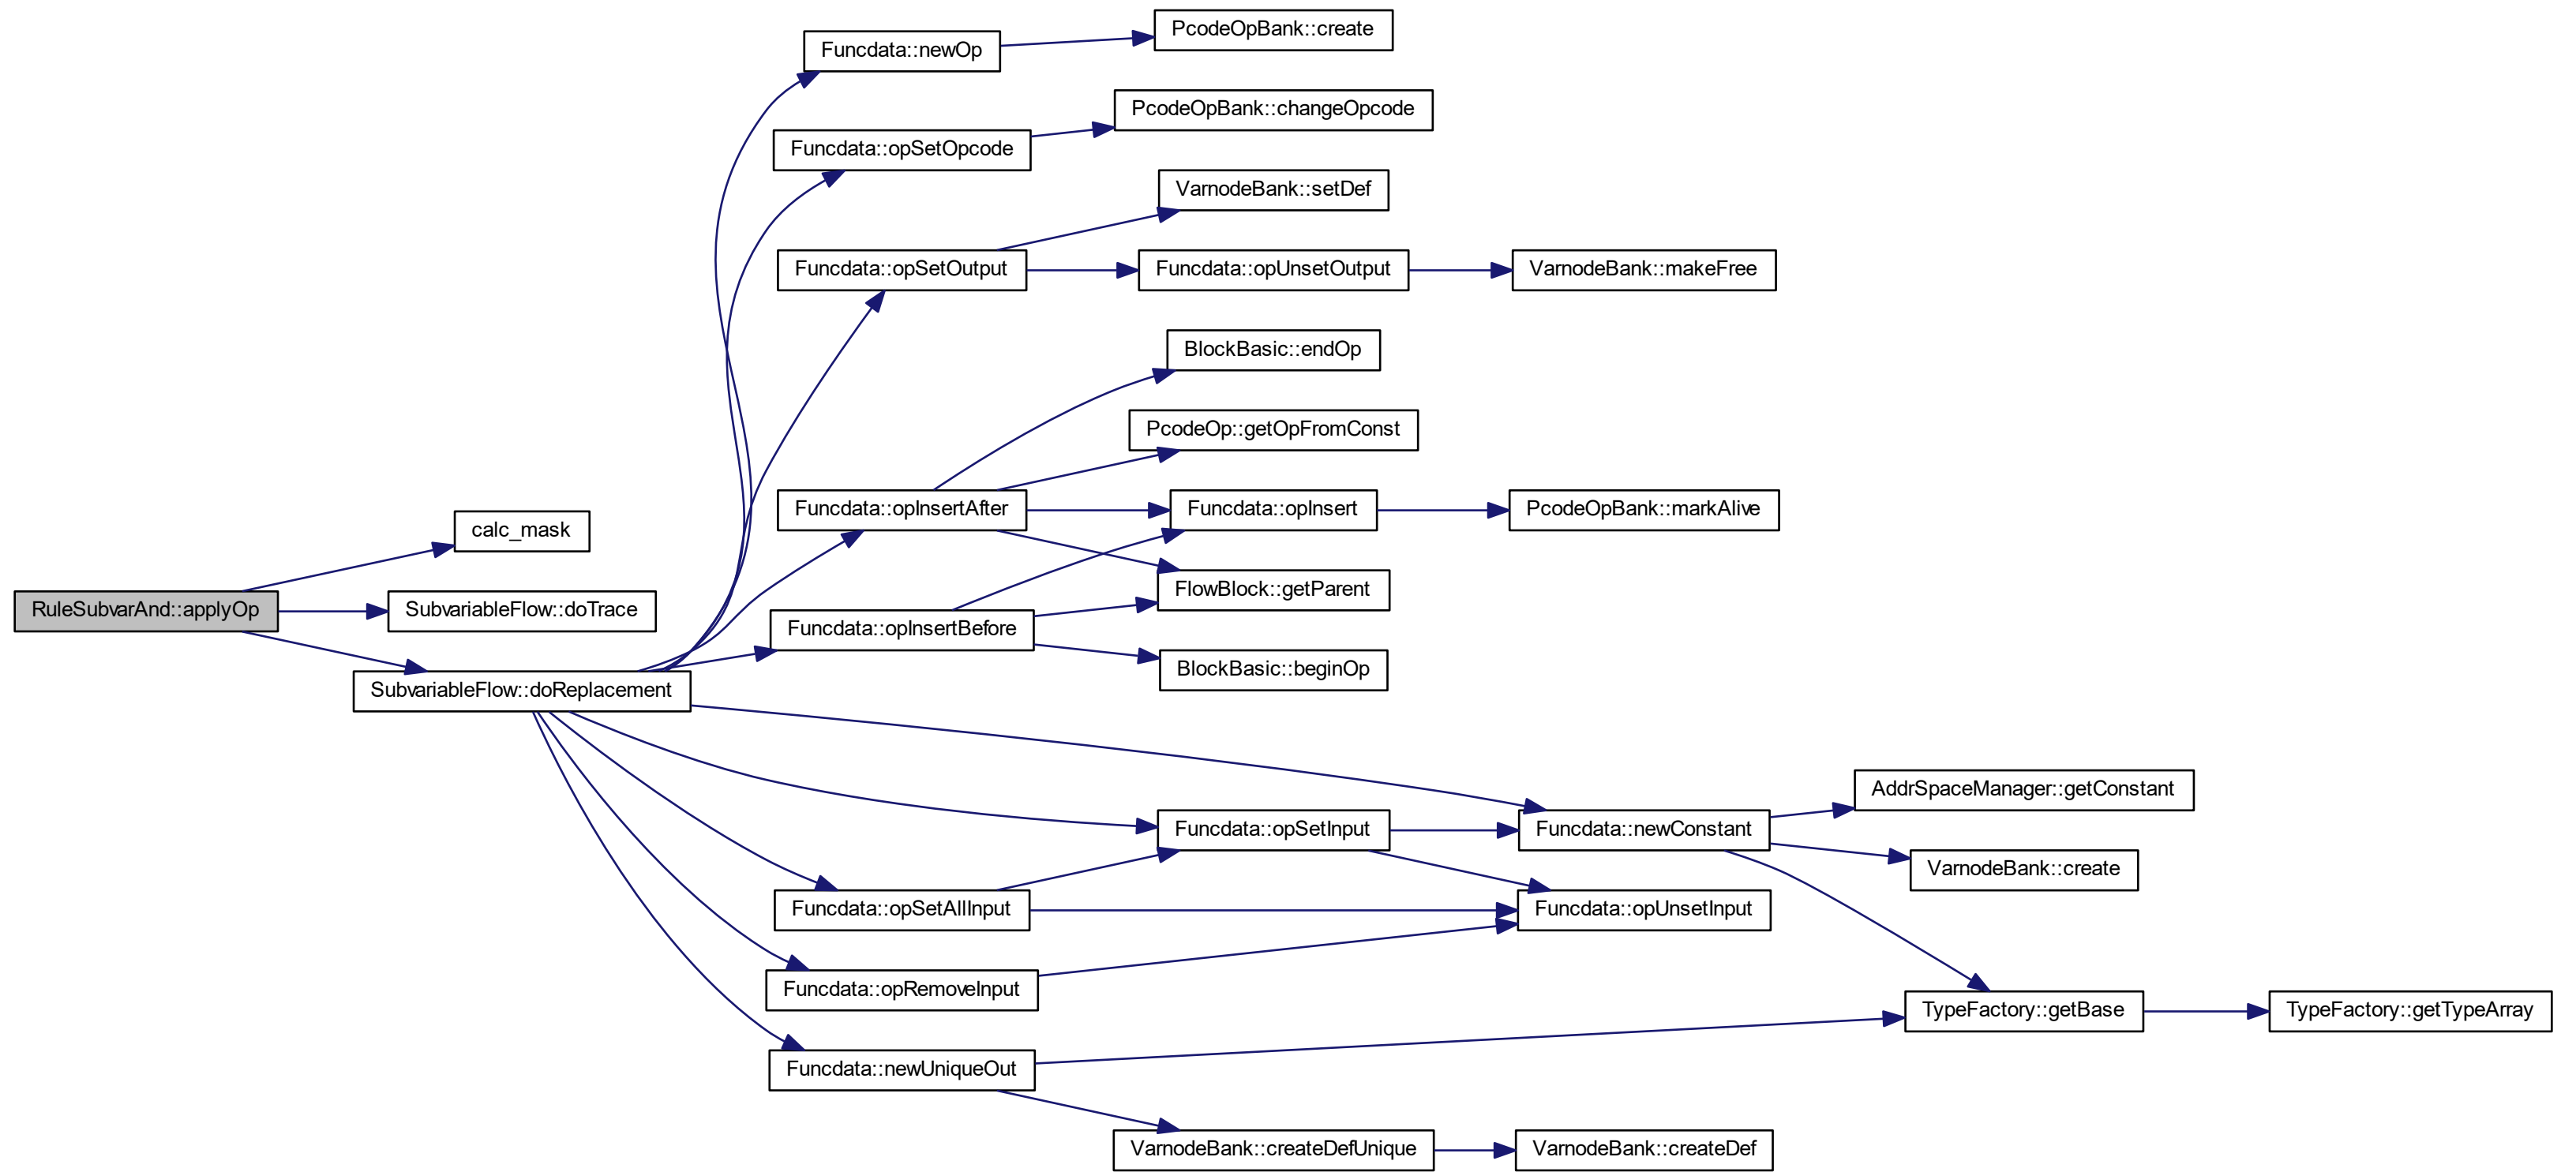 PcodeOpBank::create
Funcdata::newOp
PcodeOpBank::changeOpcode
Funcdata::opSetOpcode
VarnodeBank::setDef
Funcdata::opSetOutput
Funcdata::opUnsetOutput
VarnodeBank::makeFree
BlockBasic::endOp
PcodeOp::getOpFromConst
Funcdata::opInsertAfter
Funcdata::opInsert
PcodeOpBank::markAlive
calc_mask
FlowBlock::getParent
RuleSubvarAnd::applyOp
SubvariableFlow::doTrace
Funcdata::opInsertBefore
BlockBasic::beginOp
SubvariableFlow::doReplacement
AddrSpaceManager::getConstant
Funcdata::opSetInput
Funcdata::newConstant
VarnodeBank::create
Funcdata::opSetAllInput
Funcdata::opUnsetInput
Funcdata::opRemoveInput
TypeFactory::getBase
TypeFactory::getTypeArray
Funcdata::newUniqueOut
VarnodeBank::createDefUnique
VarnodeBank::createDef